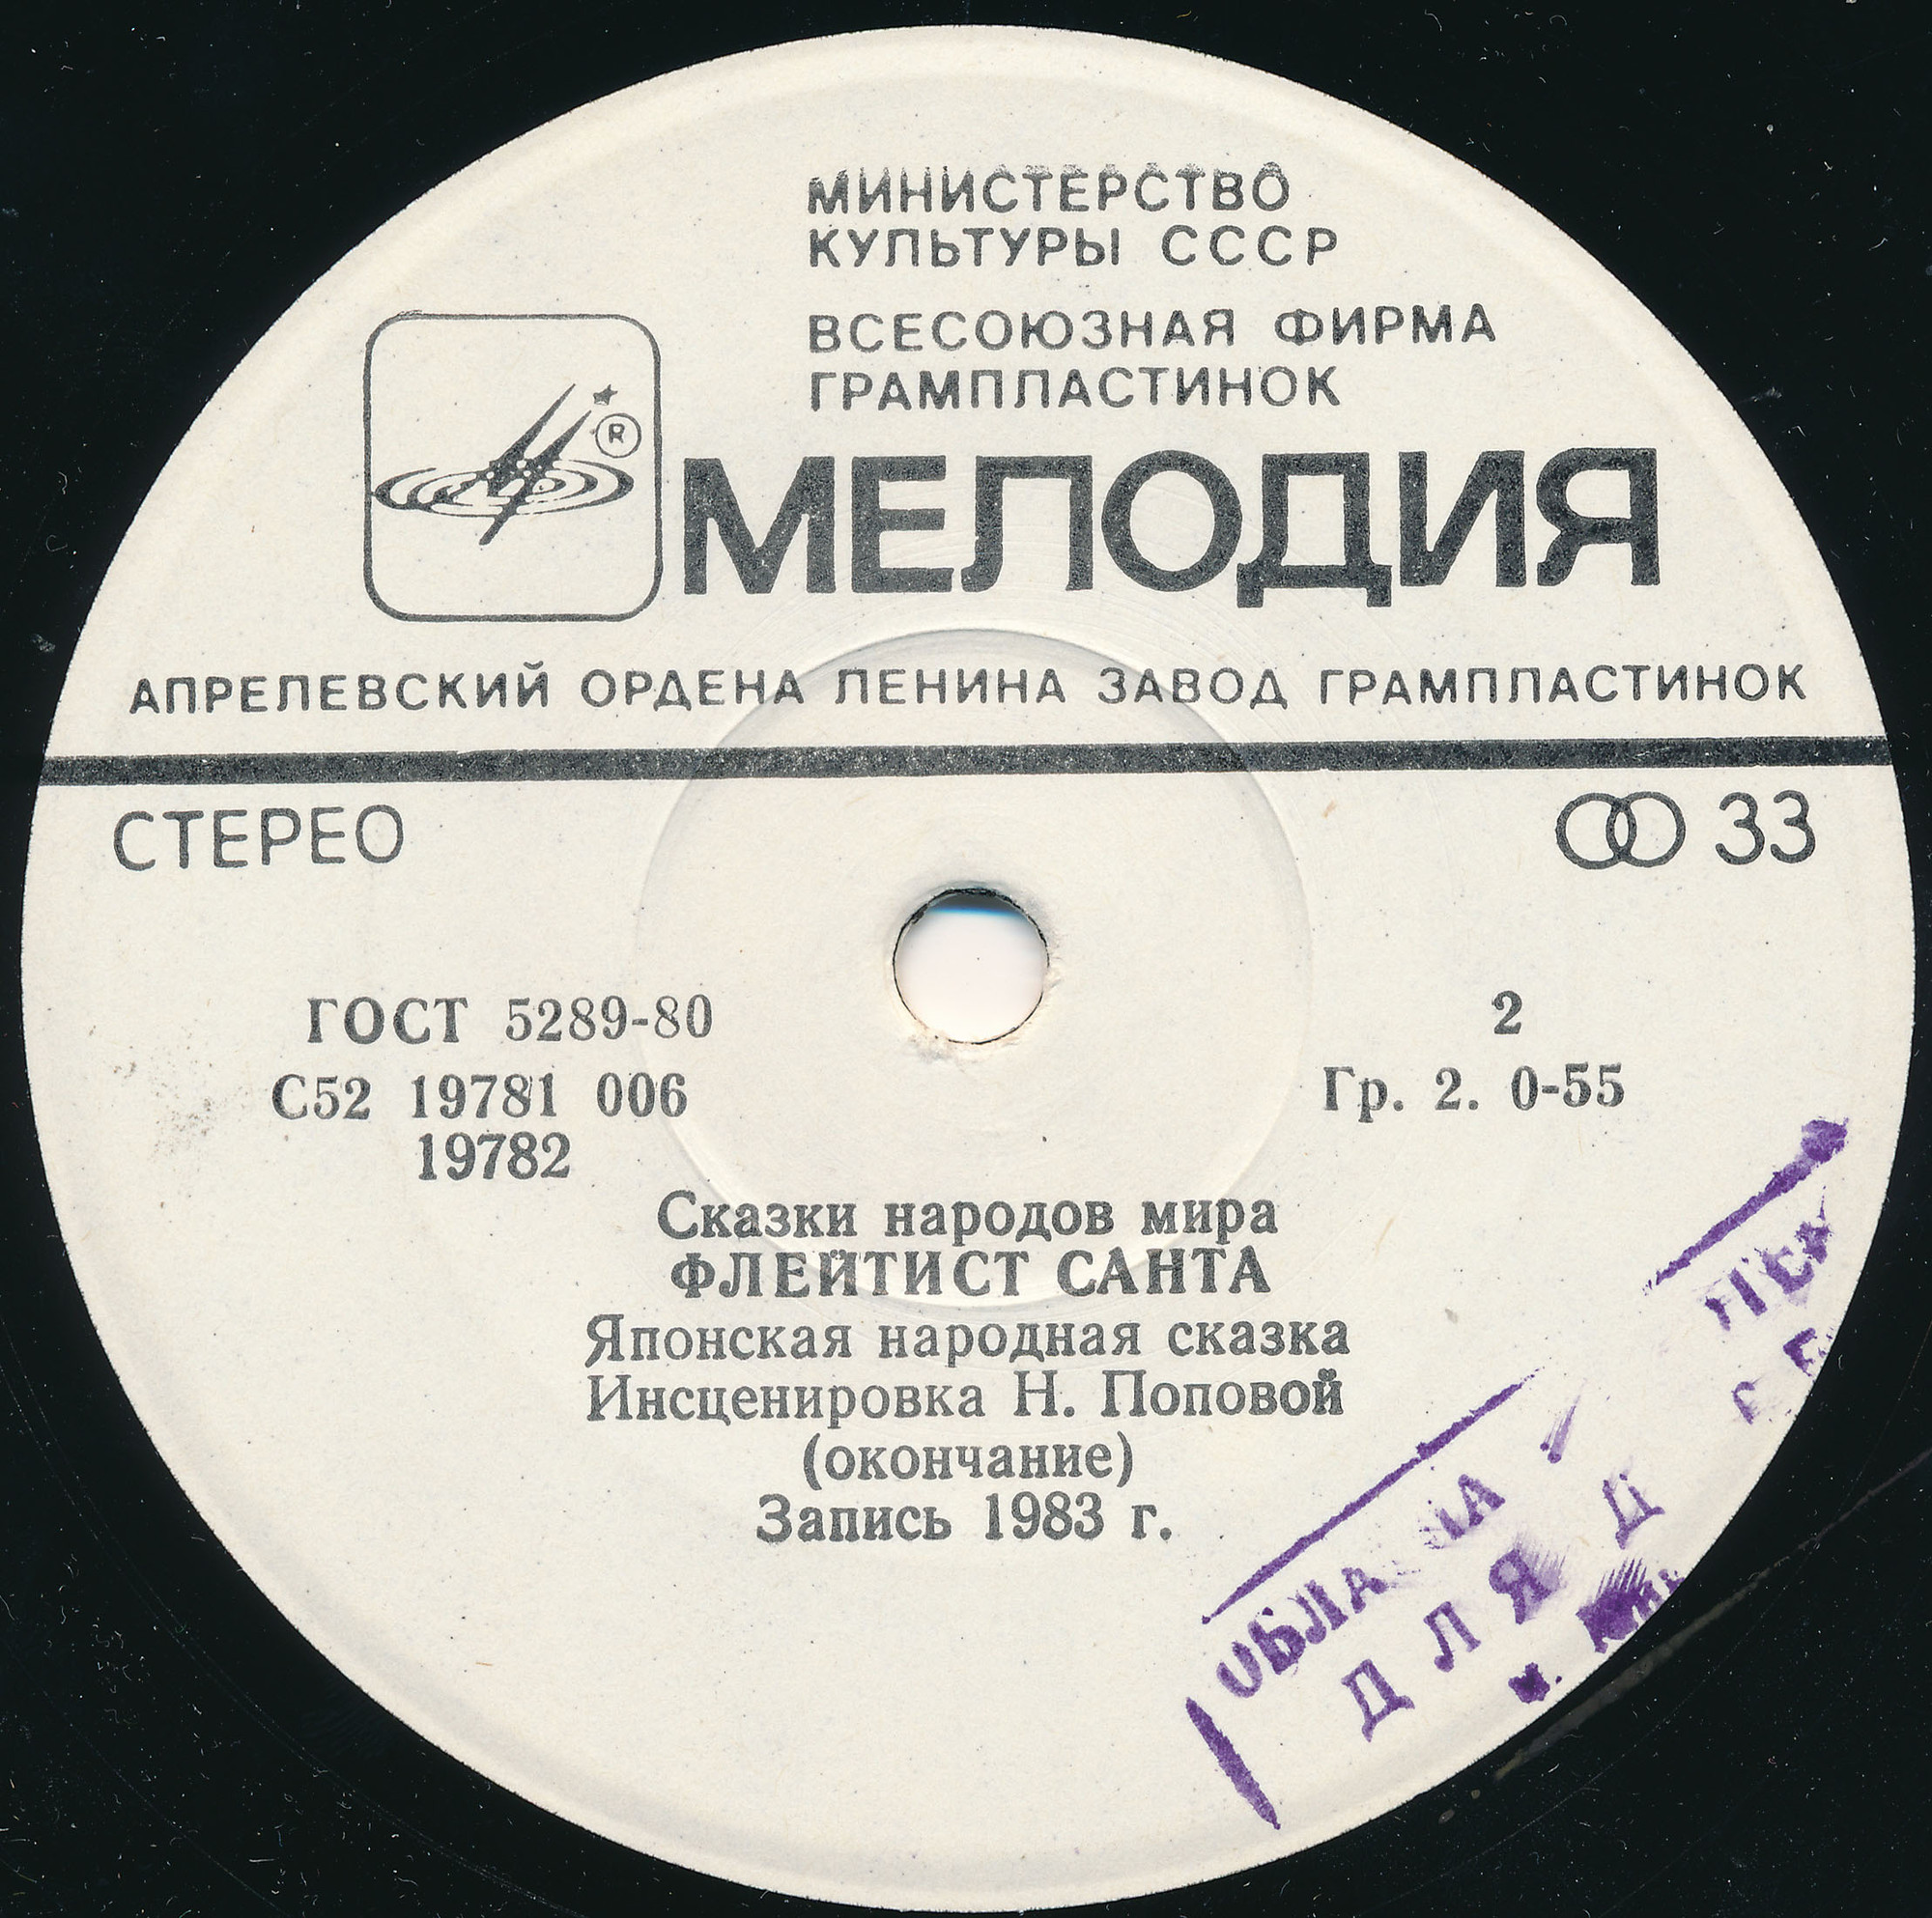 МИНИСТЕРСТВО
КУЛЬТУРЫ СССР
ВСЕСОЮЗНАЯ ФИРМА
ГРАМПЛАСТИНОК
®
МЕЛОДИЯ
АПРЕЛЕВСКИЙ ОРДЕНА ЛЕНИНА ЗАВОД ГРАМПЛАСТИНОК
СТЕРЕО
33
ГОСТ 5289-80
2
С52 19781 006
Гр. 2. 0-55
19782
Сказки народов мира
ФЛЕЙТИСТ САНТА
Японская народная сказка
Инсценировка Н. Поповой
(окончание)
Запись 1983 г.
ДЛЯ